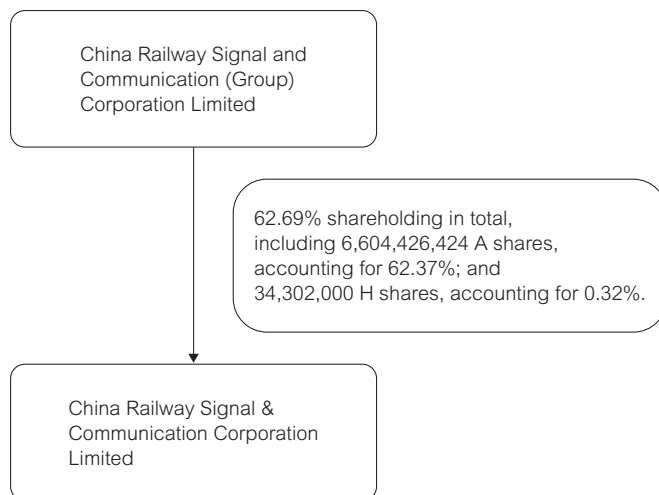 China Railway Signal and
Communication (Group)
Corporation Limited
62.69% shareholding in total,
including 6,604,426,424 A shares,
accounting for 62.37%; and
34,302,000 H shares, accounting for 0.32%.
China Railway Signal &
Communication Corporation
Limited